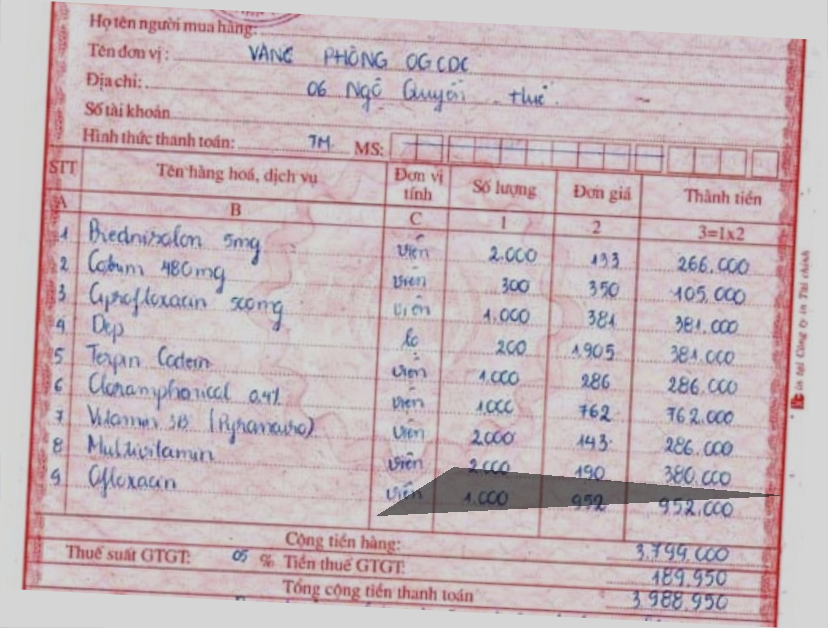 Họ tên người mua hàng:
Tên đơn vị: VĂNG PHÒNG OGCDC
Địa chỉ: 06 Ngô Quyền Huế
Số tài khoản
Hình thức thanh toán: TM. MS:
STT Tên hàng hoá, dịch vụ Đơn vị tính Số lượng Đơn giá Thành tiền
A B C 1 2 3=1x2
1 Prednisolon 5mg viên 2.000 133 266.000
2 Cotrim 480mg viên 300 350 105.000
3 Ciprofloxacin 500mg viên 1.000 381 381.000
4 Dep lọ 200 1.905 381.000
5 Terpin Codein viên 1.000 286 286.000
6 Cloramphenical 0.4% viên 1.000 762 762.000
7 Vitamin 3B viên 2000 143 286.000
8 Multivitamin viên 2000 190 380.000
9 Ofloxacin viên 1.000 952 952.000
Cộng tiền hàng: 3.799.000
Thuế suất GTGT: 05 % Tiền thuế GTGT: 189.950
Tổng cộng tiền thanh toán 3.988.950
in tại Công ty in Tài chính